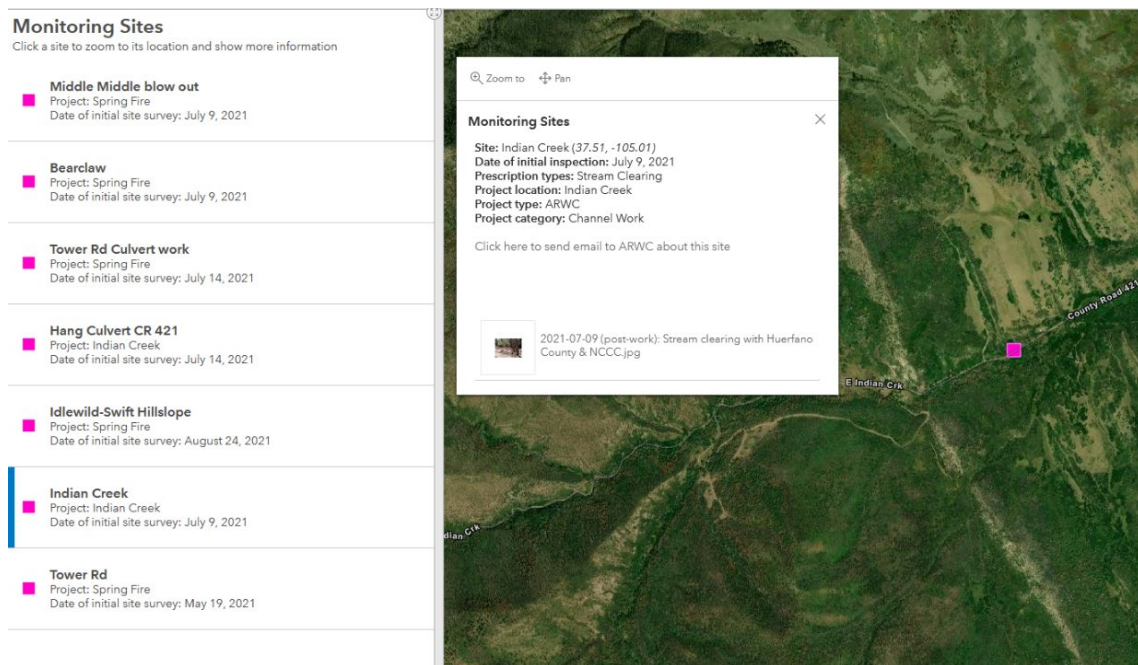 Monitoring Sites
Click a site to zoom to its location and show more information
Middle Middle blow out
Project: Spring Fire
Date of initial site survey: July 9, 2021
Bearclaw
Project: Spring Fire
Date of initial site survey: July 9, 2021
Tower Rd Culvert work
Project: Spring Fire
Date of initial site survey: July 14, 2021
Hang Culvert CR 421
Project: Indian Creek
Date of initial site survey: July 14, 2021
Idlewild-Swift Hillslope
Project: Spring Fire
Date of initial site survey: August 24, 2021
Indian Creek
Project: Indian Creek
Date of initial site survey: July 9, 2021
Tower Rd
Project: Spring Fire
Date of initial site survey: May 19, 2021
Zoom to Pan
Monitoring Sites
Site: Indian Creek (37.51, -105.01)
Date of initial inspection: July 9, 2021
Prescription types: Stream Clearing
Project location: Indian Creek
Project type: ARWC
Project category: Channel Work
Click here to send email to ARWC about this site
2021-07-09 (post-work): Stream clearing with Huerfano
County & NCCC.jpg
County Road 421
E Indian Crk
dian Crk